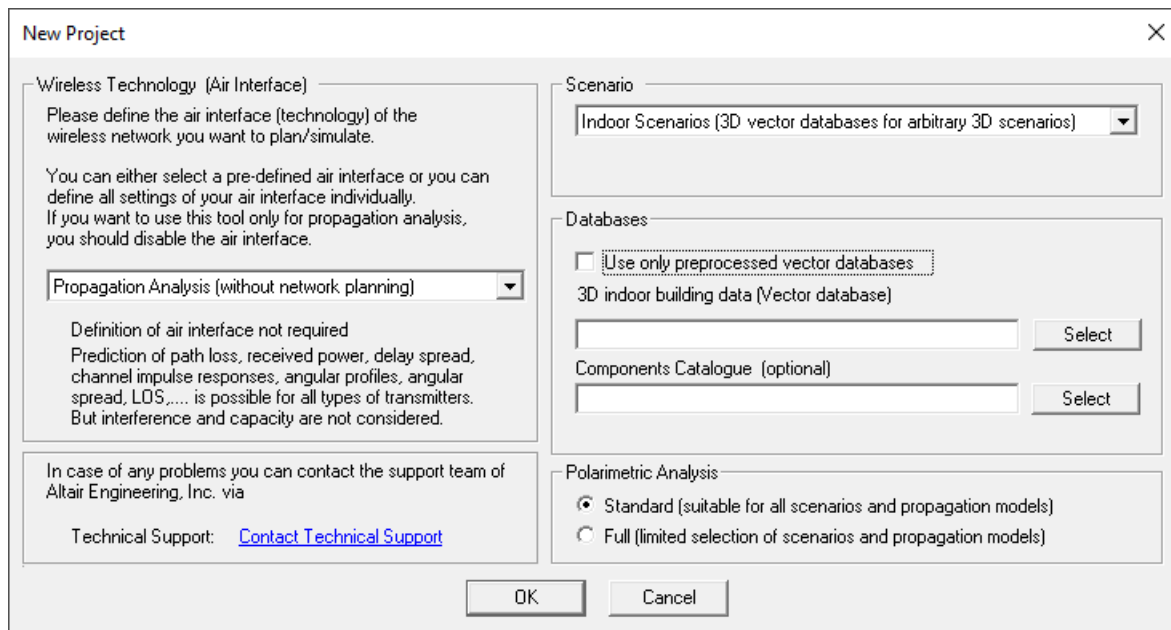 New Project
Wireless Technology (Air Interface)
Please define the air interface (technology) of the
wireless network you want to plan/simulate.
You can either select a pre-defined air interface or you can
define all settings of your air interface individually.
If you want to use this tool only for propagation analysis,
you should disable the air interface.
Propagation Analysis (without network planning)
Definition of air interface not required
Prediction of path loss, received power, delay spread,
channel impulse responses, angular profiles, angular
spread, LOS,.... is possible for all types of transmitters.
But interference and capacity are not considered.
In case of any problems you can contact the support team of
Altair Engineering, Inc. via
Technical Support: Contact Technical Support
Scenario
Indoor Scenarios (3D vector databases for arbitrary 3D scenarios)
Databases
Use only preprocessed vector databases
3D indoor building data (Vector database)
Select
Components Catalogue (optional)
Select
Polarimetric Analysis
Standard (suitable for all scenarios and propagation models)
Full (limited selection of scenarios and propagation models)
OK
Cancel